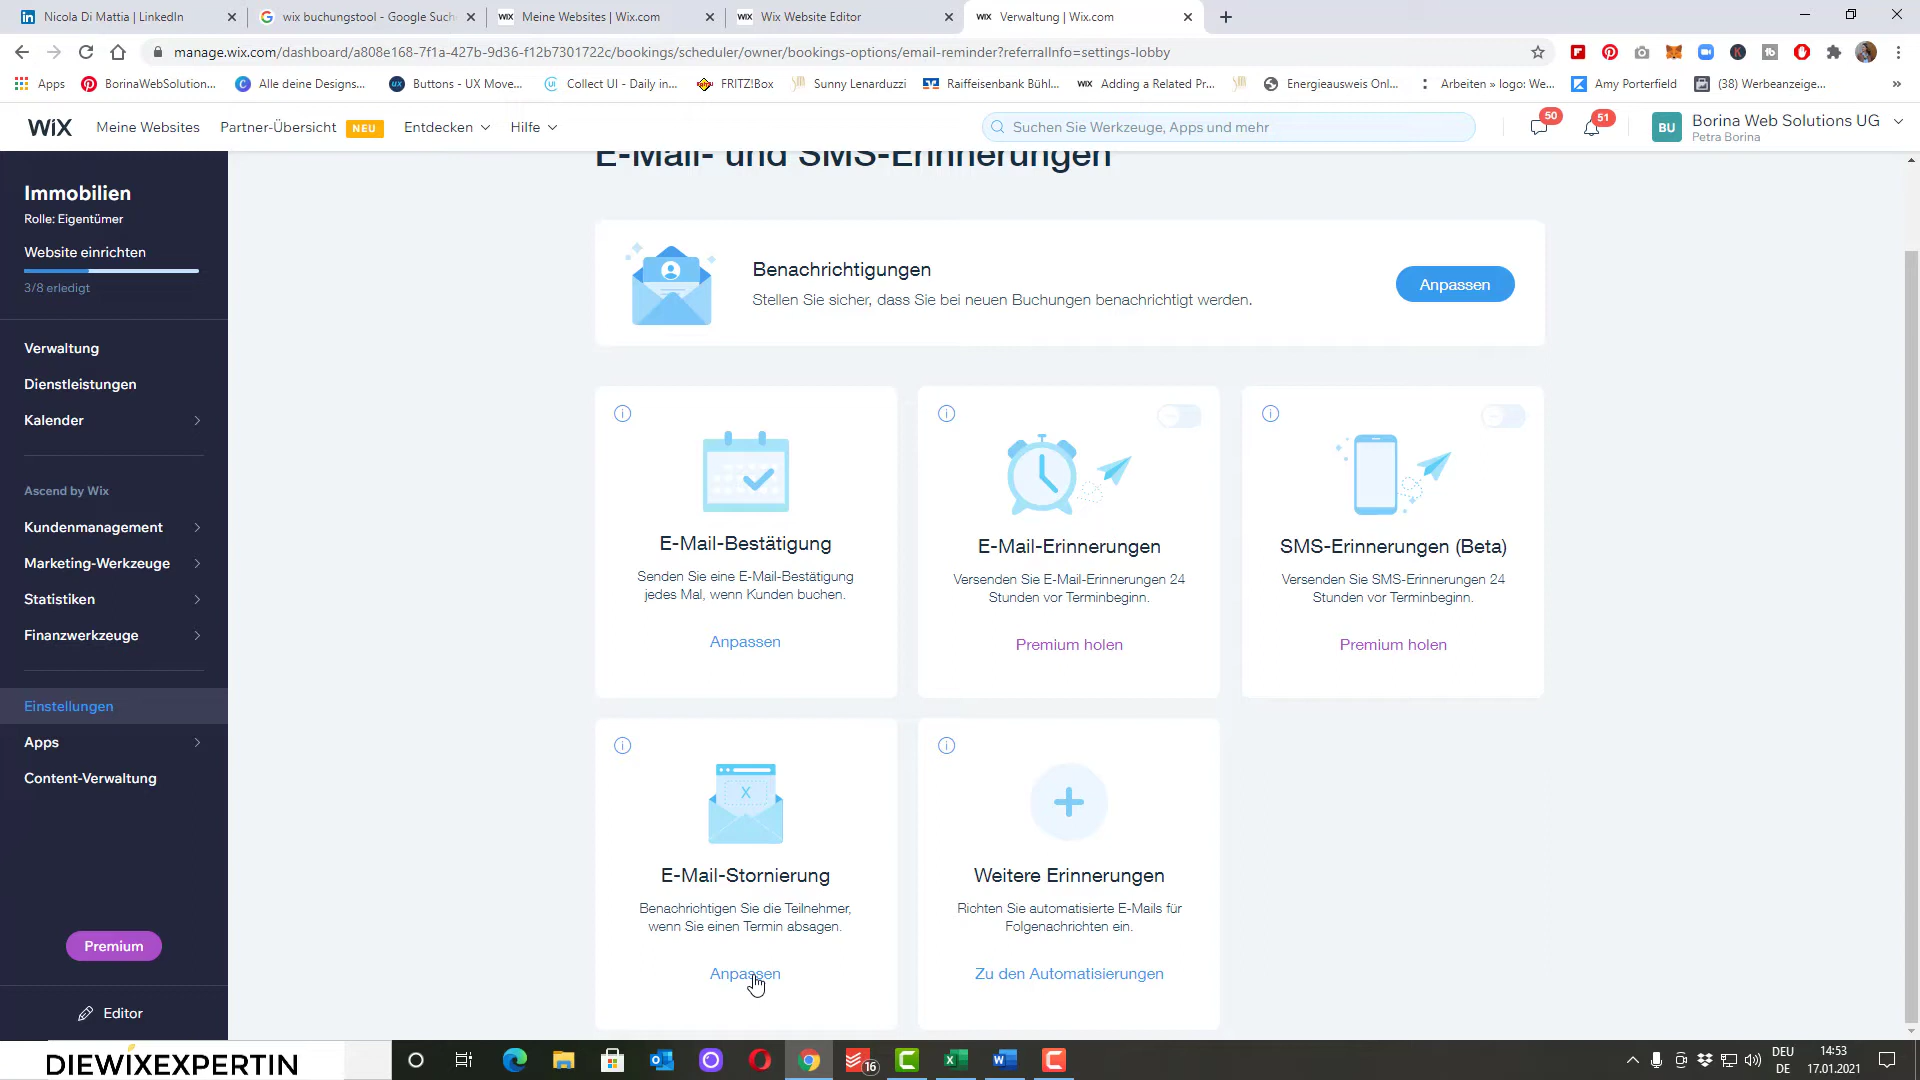 Nicola Di Mattia | LinkedIn
wix buchungstool - Google Such
WIX Meine Websites | Wix.com
WIX Wix Website Editor
WIX Verwaltung | Wix.com
manage.wix.com/dashboard/a808e168-7f1a-427b-9d36-f12b7301722c/bookings/scheduler/owner/bookings-options/email-reminder?referralInfo=settings-lobby
Apps
BorinaWebSolution...
Alle deine Designs...
Buttons - UX Move...
Collect UI - Daily in...
FRITZ!Box
Sunny Lenarduzzi
Raiffeisenbank Bühl...
WIX Adding a Related Pr...
Energieausweis Onl...
Arbeiten » logo: We...
Amy Porterfield
(38) Werbeanzeige...
WIX
Meine Websites
Partner-Übersicht NEU
Entdecken
Hilfe
Suchen Sie Werkzeuge, Apps und mehr
50
51
BU
Borina Web Solutions UG
Petra Borina
Immobilien
Rolle: Eigentümer
Website einrichten
3/8 erledigt
Verwaltung
Dienstleistungen
Kalender
Ascend by Wix
Kundenmanagement
Marketing-Werkzeuge
Statistiken
Finanzwerkzeuge
Einstellungen
Apps
Content-Verwaltung
Premium
Editor
E-Mail- und SMS-Erinnerungen
Benachrichtigungen
Stellen Sie sicher, dass Sie bei neuen Buchungen benachrichtigt werden.
Anpassen
E-Mail-Bestätigung
Senden Sie eine E-Mail-Bestätigung
jedes Mal, wenn Kunden buchen.
Anpassen
E-Mail-Erinnerungen
Versenden Sie E-Mail-Erinnerungen 24
Stunden vor Terminbeginn.
Premium holen
SMS-Erinnerungen (Beta)
Versenden Sie SMS-Erinnerungen 24
Stunden vor Terminbeginn.
Premium holen
X
E-Mail-Stornierung
Benachrichtigen Sie die Teilnehmer,
wenn Sie einen Termin absagen.
Anpassen
Weitere Erinnerungen
Richten Sie automatisierte E-Mails für
Folgenachrichten ein.
Zu den Automatisierungen
DIEWIXEXPERTIN
16
DEU
DE
14:53
17.01.2021